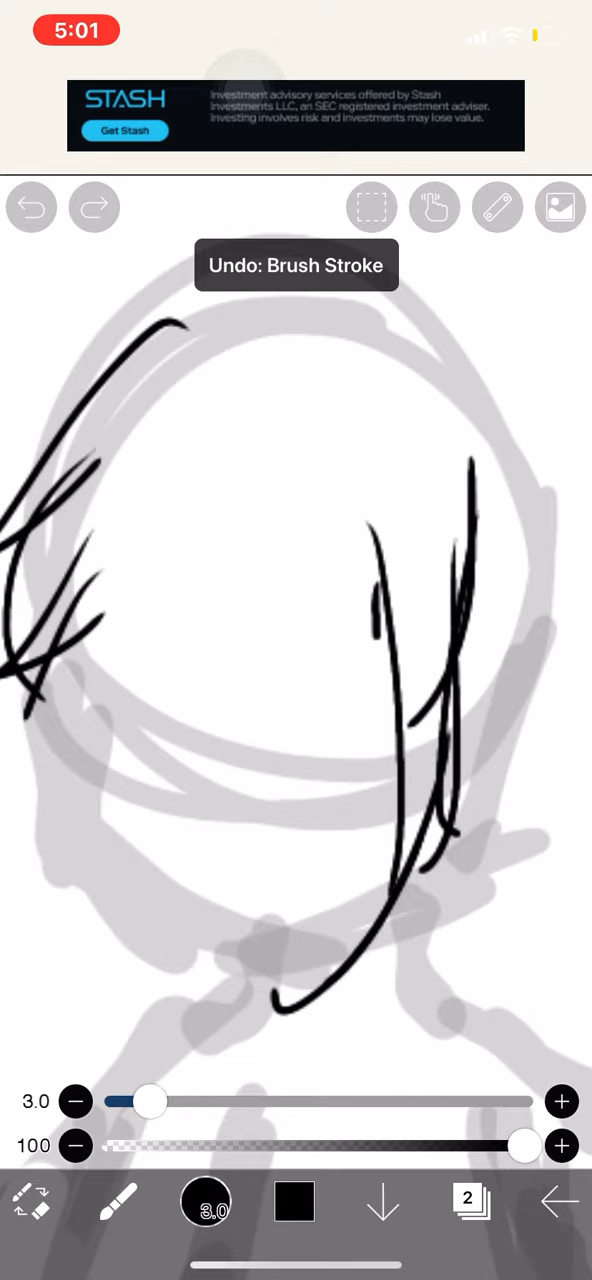 5:01
STASH
Get Stash
Investment advisory services offered by Stash
Investments LLC, an SEC registered investment adviser.
Investing involves risk and investments may lose value.
Undo: Brush Stroke
3.0
100
3.0
2